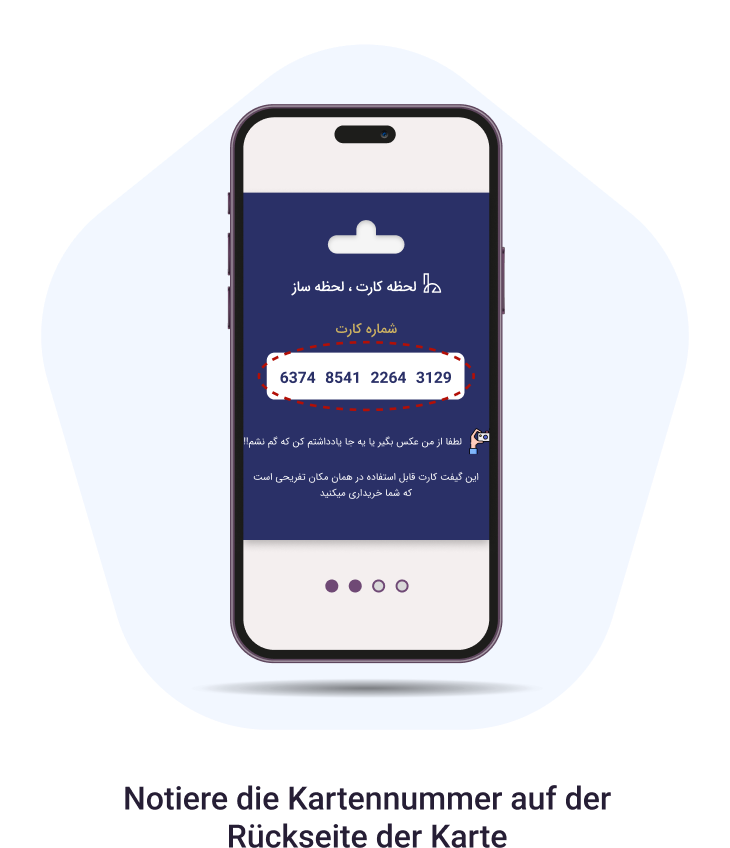 لحظه کارت ، لحظه ساز
شماره کارت
6374 8541 2264 3129
لطفا از من عکس بگیر یا یه جا یادداشتم کن که گم نشم!!
این گیفت کارت قابل استفاده در همان مکان تفریحی است
که شما خریداری میکنید
Notiere die Kartennummer auf der
Rückseite der Karte